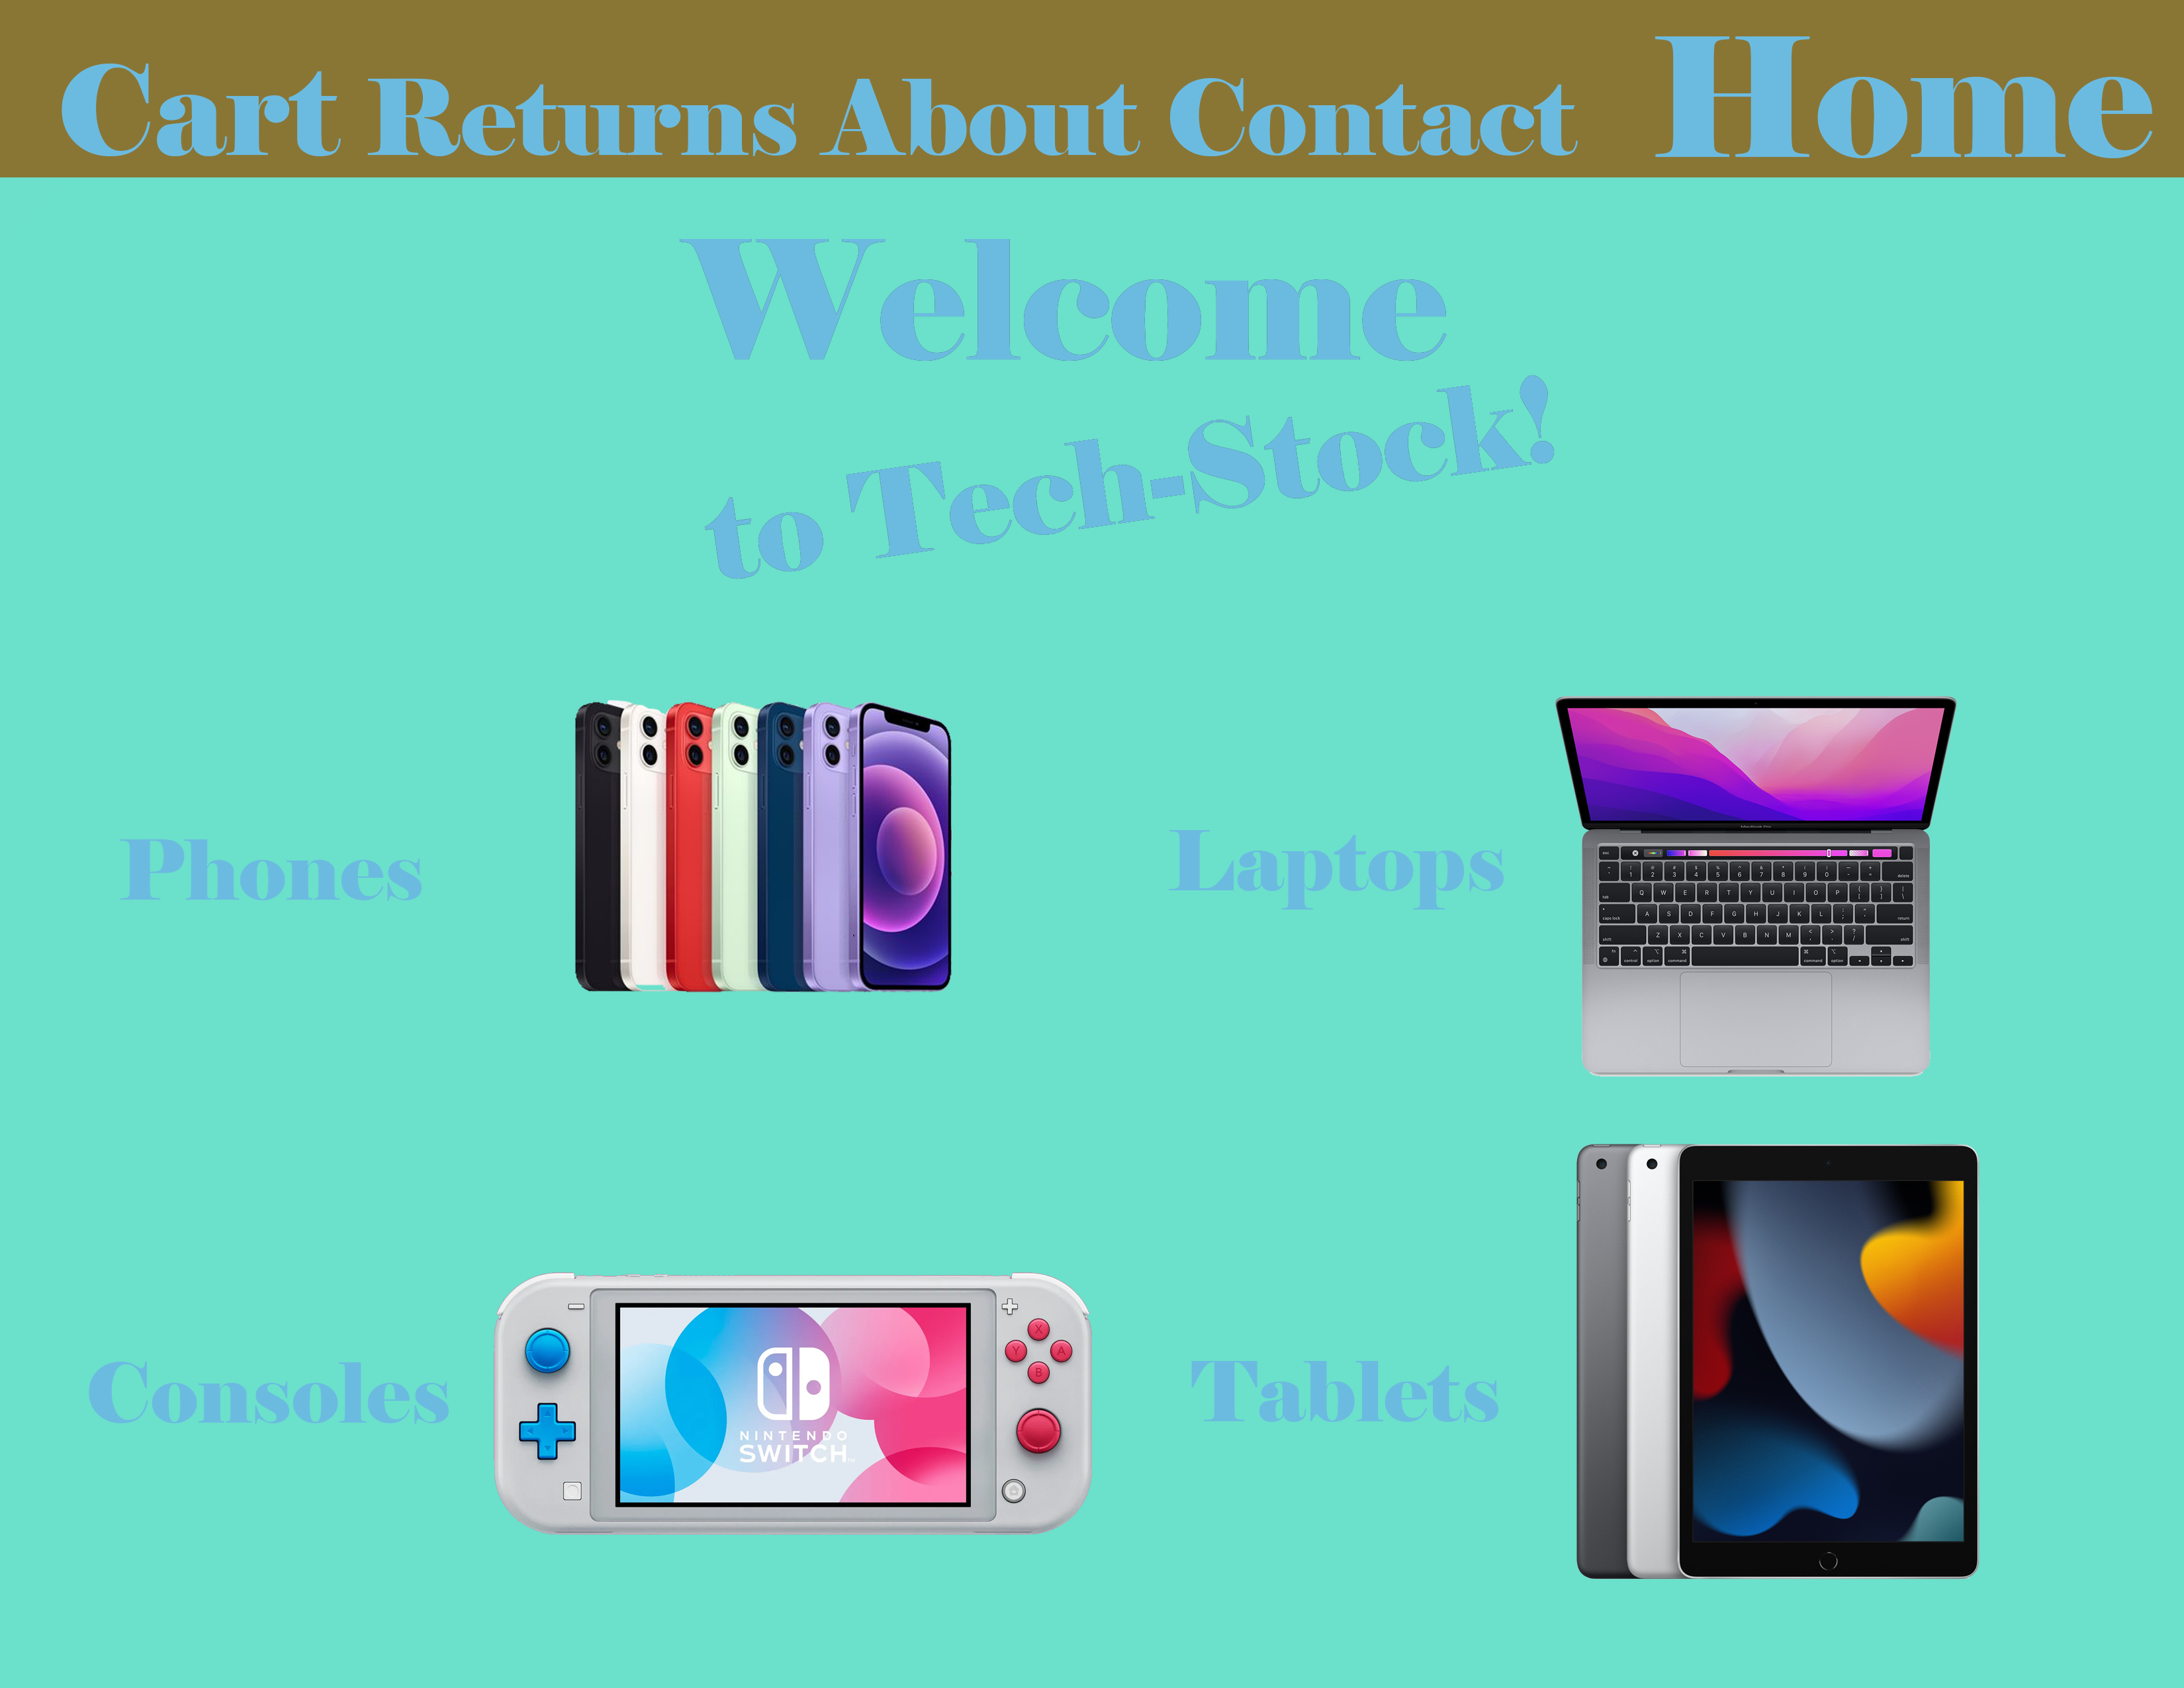 Cart Returns About Contact Home
Welcome
to Tech-Stock!
Phones
Laptops
Consoles
NINTENDO
SWITCH
Tablets